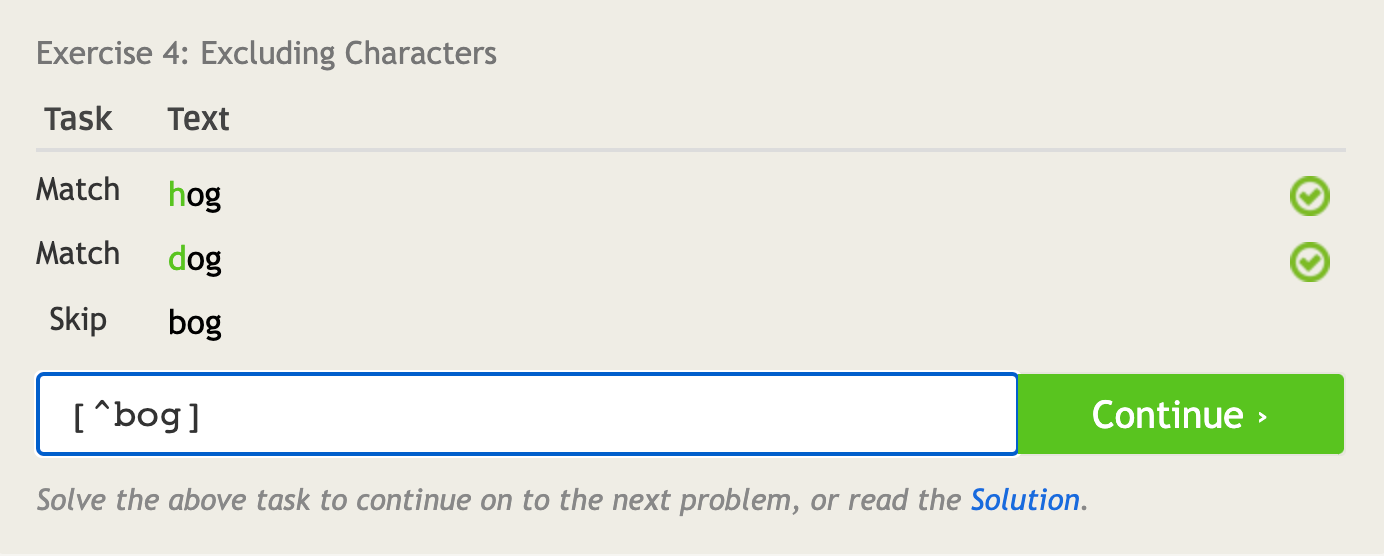 Exercise 4: Excluding Characters
Task Text
Match hog
Match dog
Skip bog
[^bog] Continue ›
Solve the above task to continue on to the next problem, or read the Solution.